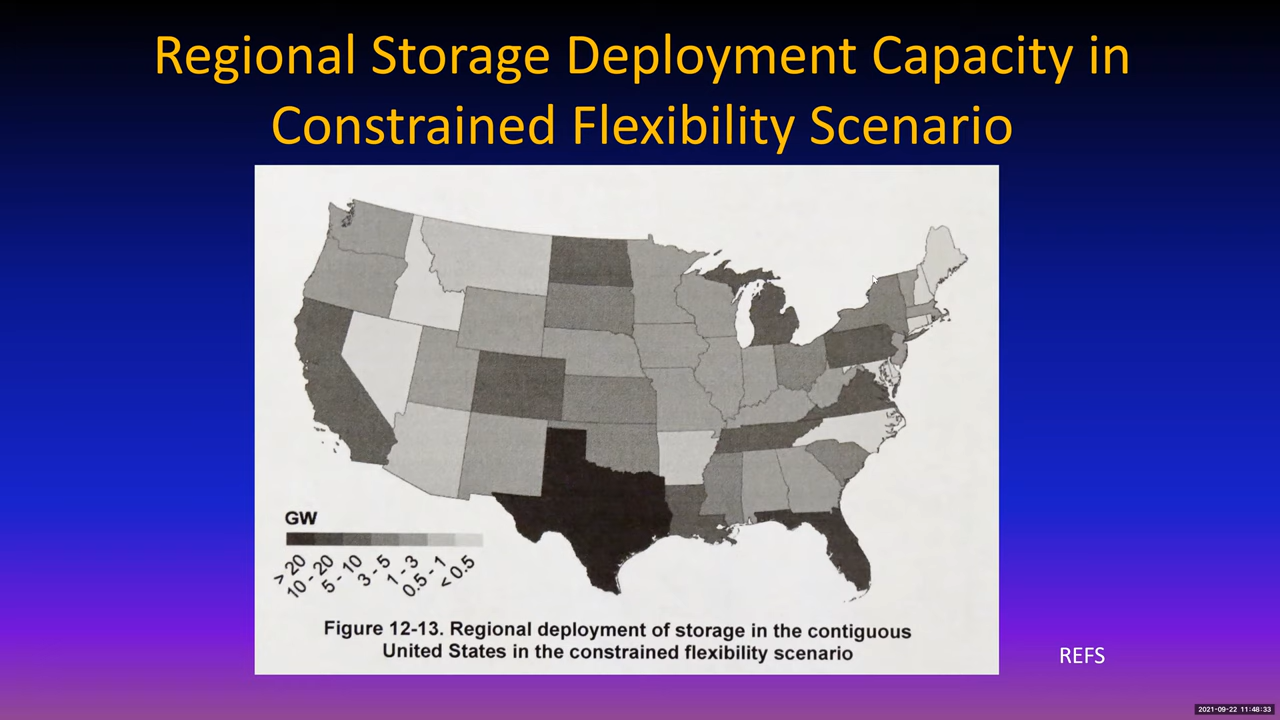 Regional Storage Deployment Capacity in
Constrained Flexibility Scenario
GW
> 20
10 - 20
5 - 10
3 - 5
1 - 3
0.5 - 1
< 0.5
Figure 12-13. Regional deployment of storage in the contiguous
United States in the constrained flexibility scenario
REFS
2021-09-22 11:48:33